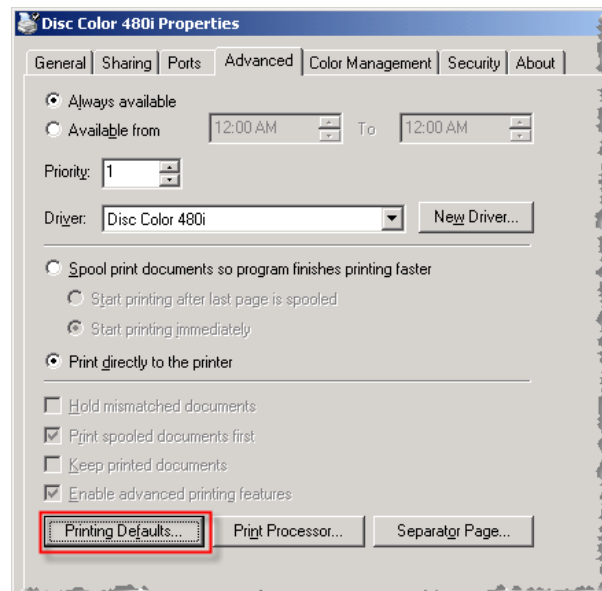 Disc Color 480i Properties
General Sharing Ports Advanced Color Management Security About
Always available
Available from 12:00 AM To 12:00 AM
Priority: 1
Driver: Disc Color 480i New Driver...
Spool print documents so program finishes printing faster
Start printing after last page is spooled
Start printing immediately
Print directly to the printer
Hold mismatched documents
Print spooled documents first
Keep printed documents
Enable advanced printing features
Printing Defaults... Print Processor... Separator Page...